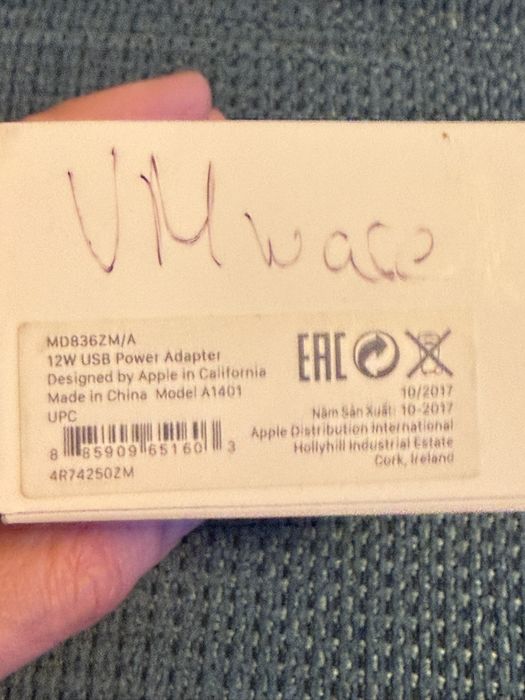 VMware
MD836ZM/A
12W USB Power Adapter
Designed by Apple in California
Made in China Model A1401
UPC
8 85909 65160 3
4R74250ZM
EAC
10/2017
Năm Sản Xuất: 10-2017
Apple Distribution International
Hollyhill Industrial Estate
Cork, Ireland